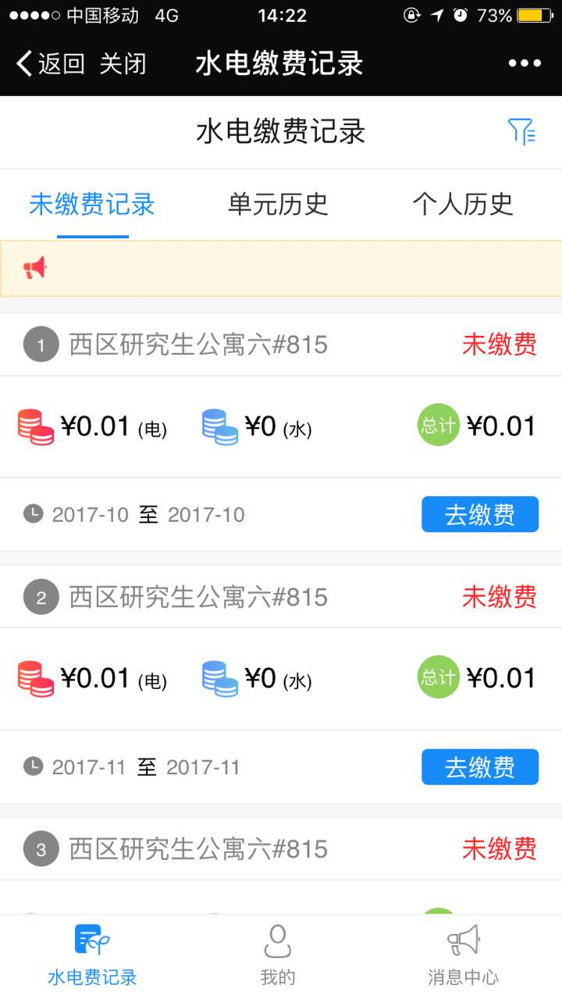 中国移动 4G 14:22 73%
返回 关闭 水电缴费记录
水电缴费记录
未缴费记录 单元历史 个人历史
1 西区研究生公寓六#815 未缴费
¥0.01 (电) ¥0 (水) 总计 ¥0.01
2017-10 至 2017-10 去缴费
2 西区研究生公寓六#815 未缴费
¥0.01 (电) ¥0 (水) 总计 ¥0.01
2017-11 至 2017-11 去缴费
3 西区研究生公寓六#815 未缴费
水电费记录 我的 消息中心